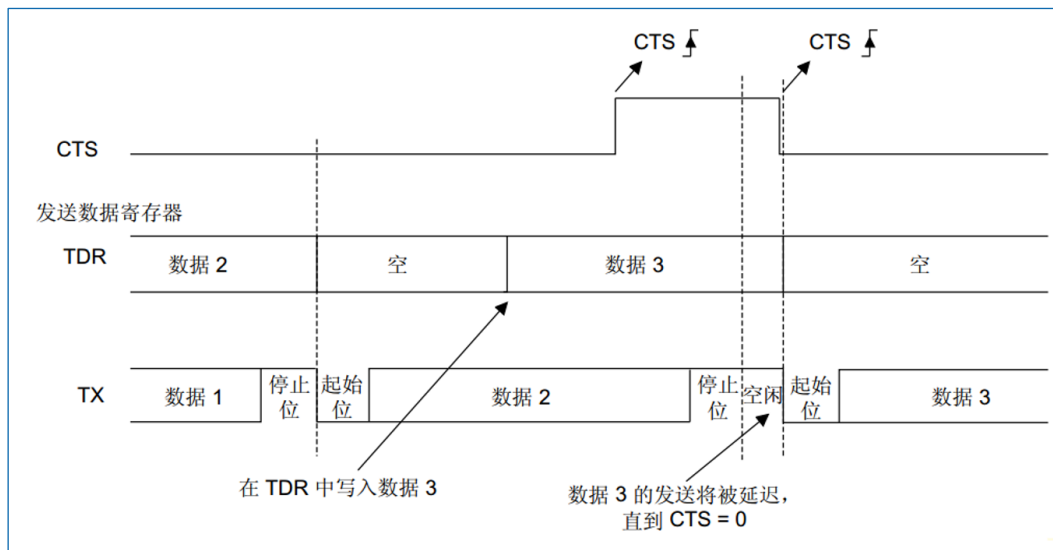 CTS CTS
CTS
发送数据寄存器
TDR 数据 2 空 数据 3 空
TX 数据 1 停止位 起始位 数据 2 停止位 空闲 起始位 数据 3
在 TDR 中写入数据 3
数据 3 的发送将被延迟，
直到 CTS = 0